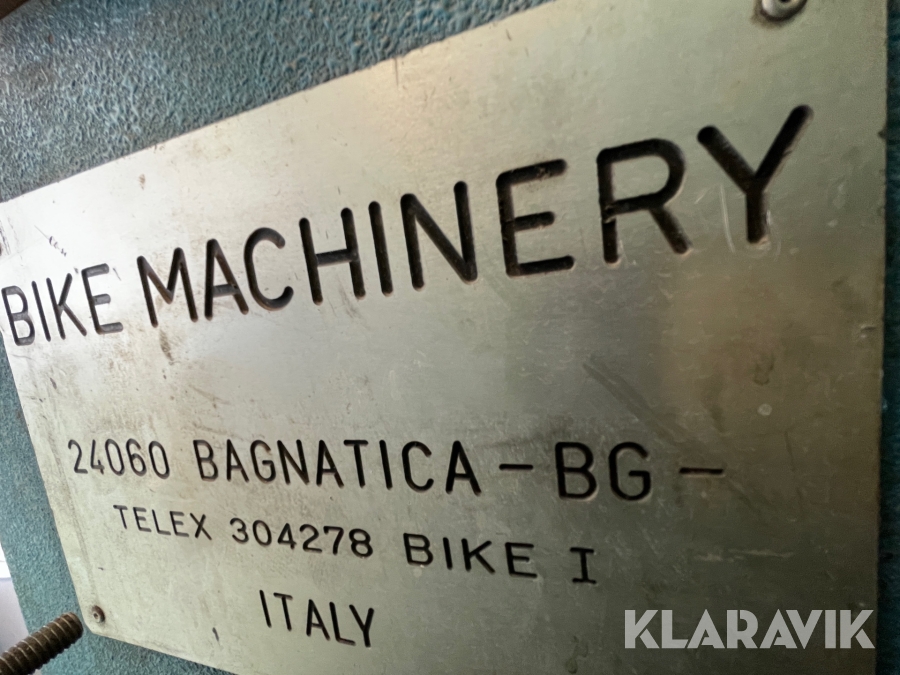 BIKE MACHINERY
24060 BAGNATICA - BG -
TELEX 304278 BIKE I
ITALY
KLARAVIK